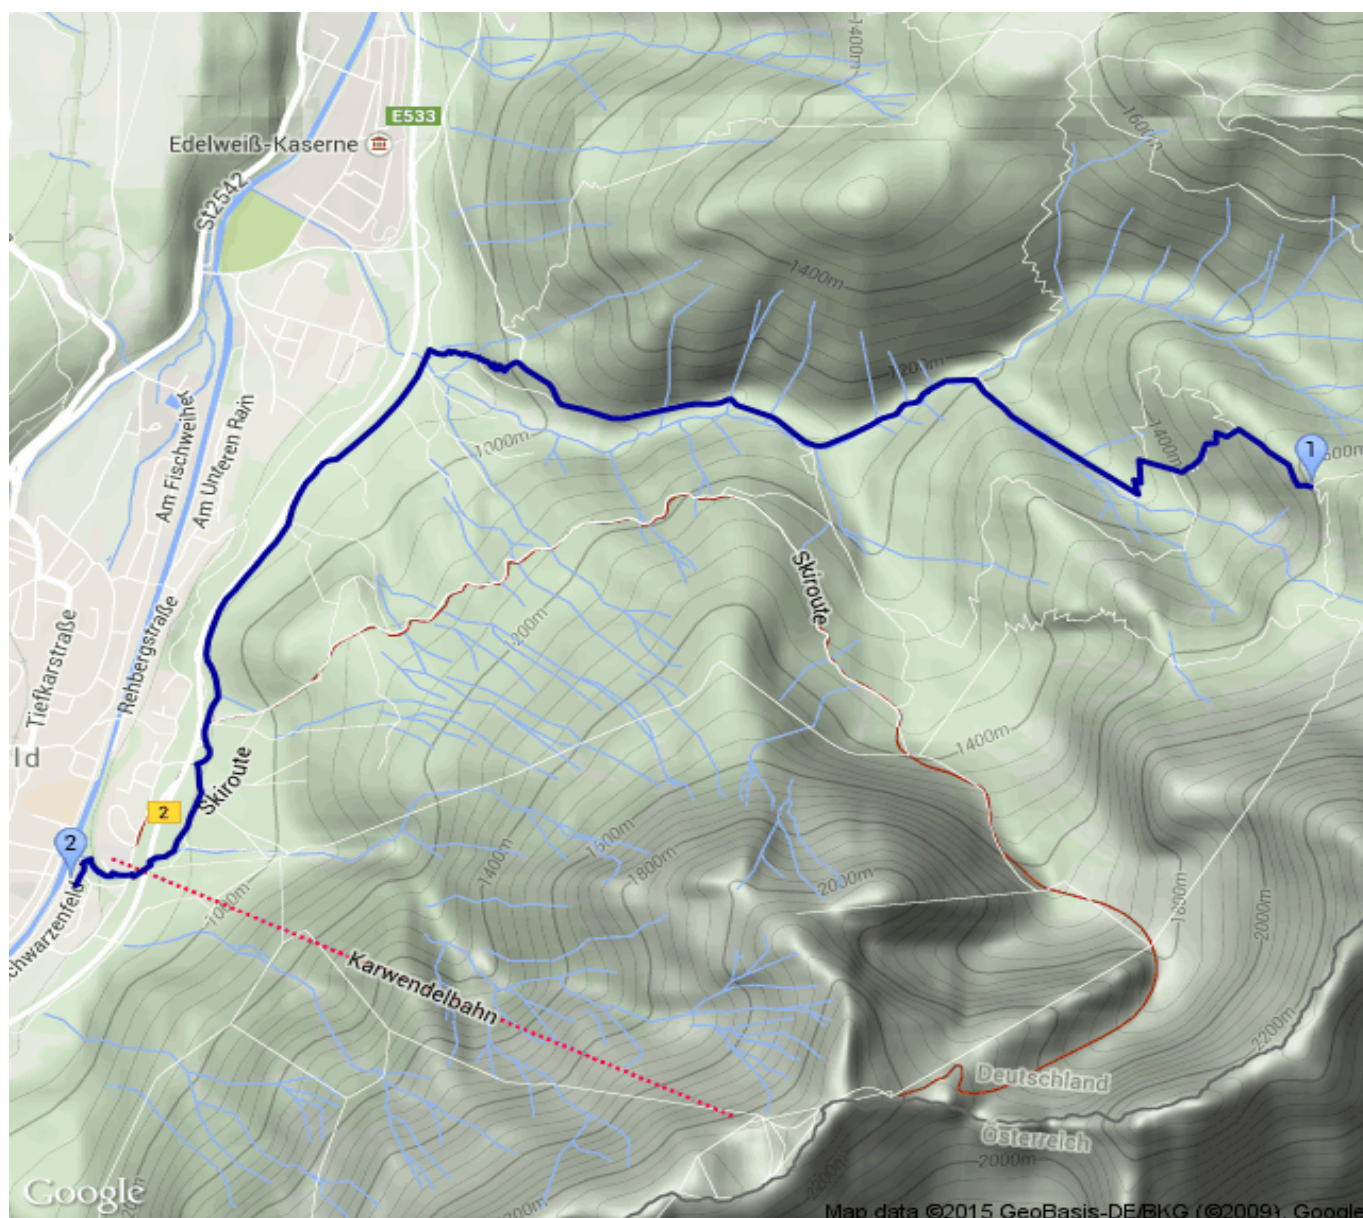 1400m
E533
Edelweiß-Kaserne
1600m
St2542
1400m
1200m
Am Fischweiher
Am Unteren Rain
1000m
1400m
1
Skiroute
1200m
Rehbergstraße
Tiefkarstraße
1400m
ld
Skiroute
2
2
1600m
1400m
1800m
2000m
1800m
2000m
1000m
chwarzenfeld
Karwendelbahn
2200m
Deutschland
Österreich
2000m
2200m
Google
Map data ©2015 GeoBasis-DE/BKG (©2009), Google